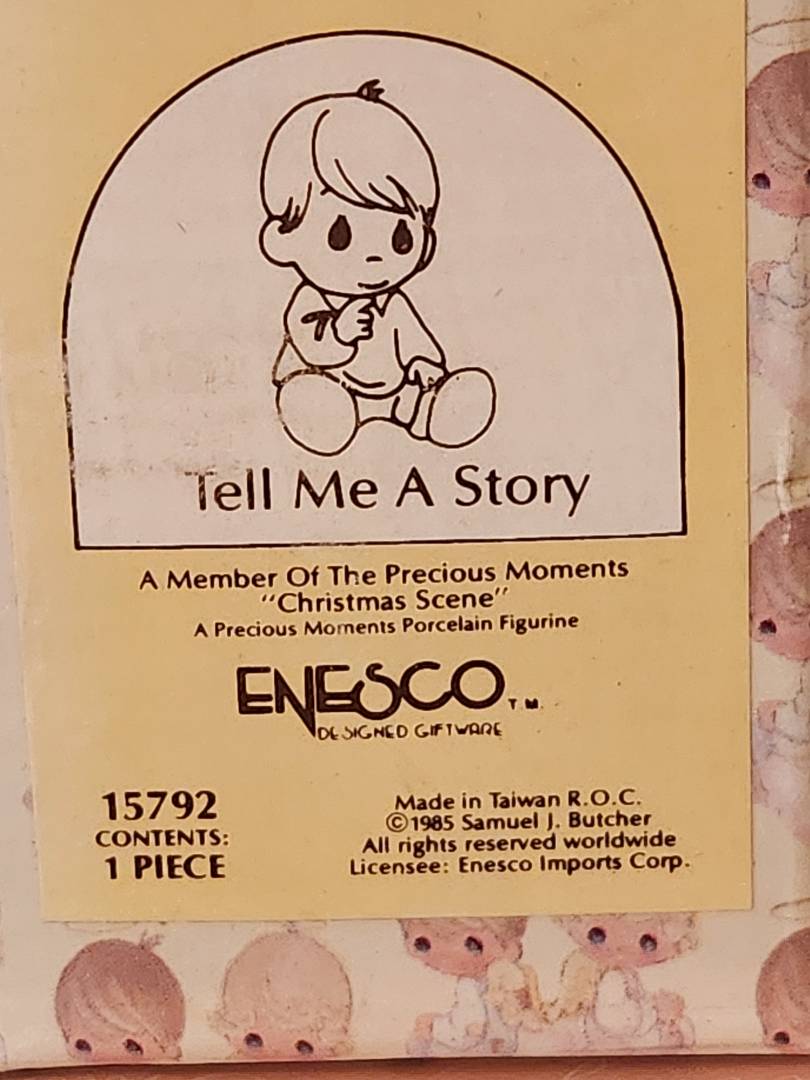 Tell Me A Story
A Member Of The Precious Moments
"Christmas Scene"
A Precious Moments Porcelain Figurine
ENESCO T.M.
DESIGNED GIFTWARE
15792
CONTENTS:
1 PIECE
Made in Taiwan R.O.C.
©1985 Samuel J. Butcher
All rights reserved worldwide
Licensee: Enesco Imports Corp.